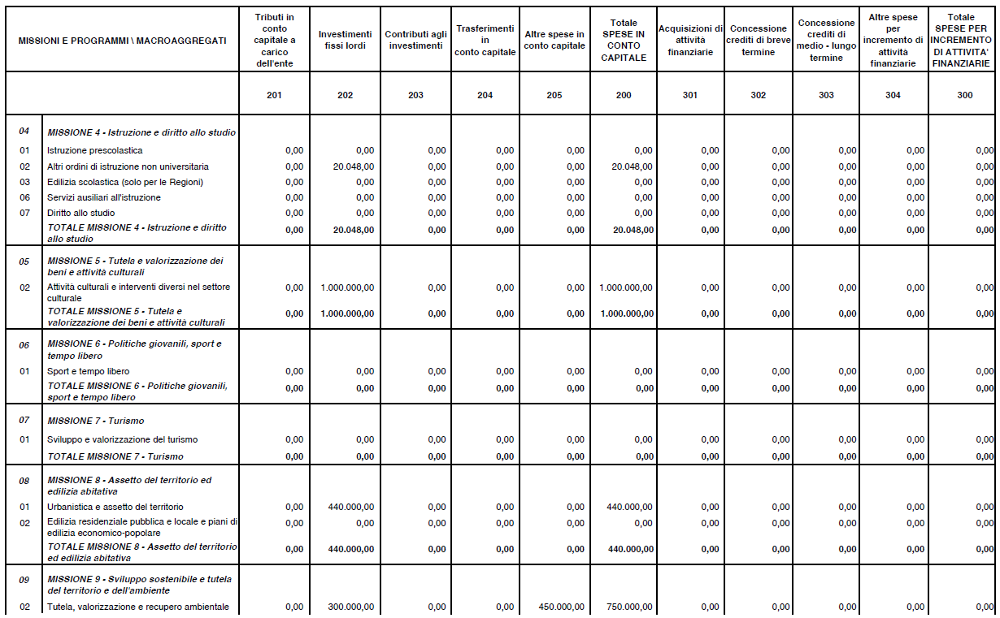 MISSIONI E PROGRAMMI \ MACROAGGREGATI
Tributi in
conto
capitale a
carico
dell'ente
Investimenti
fissi lordi
Contributi agli
investimenti
Trasferimenti
in
conto capitale
Altre spese in
conto capitale
Totale
SPESE IN
CONTO
CAPITALE
Acquisizioni di
attività
finanziarie
Concessione
crediti di breve
termine
Concessione
crediti di
medio - lungo
termine
Altre spese
per
incremento di
attività
finanziarie
Totale
SPESE PER
INCREMENTO
DI ATTIVITA'
FINANZIARIE
201 202 203 204 205 200 301 302 303 304 300
04 MISSIONE 4 - Istruzione e diritto allo studio
01 Istruzione prescolastica 0,00 0,00 0,00 0,00 0,00 0,00 0,00 0,00 0,00 0,00 0,00
02 Altri ordini di istruzione non universitaria 0,00 20.048,00 0,00 0,00 0,00 20.048,00 0,00 0,00 0,00 0,00 0,00
03 Edilizia scolastica (solo per le Regioni) 0,00 0,00 0,00 0,00 0,00 0,00 0,00 0,00 0,00 0,00 0,00
06 Servizi ausiliari all'istruzione 0,00 0,00 0,00 0,00 0,00 0,00 0,00 0,00 0,00 0,00 0,00
07 Diritto allo studio 0,00 0,00 0,00 0,00 0,00 0,00 0,00 0,00 0,00 0,00 0,00
TOTALE MISSIONE 4 - Istruzione e diritto
allo studio 0,00 20.048,00 0,00 0,00 0,00 20.048,00 0,00 0,00 0,00 0,00 0,00
05 MISSIONE 5 - Tutela e valorizzazione dei
beni e attività culturali
02 Attività culturali e interventi diversi nel settore 0,00 1.000.000,00 0,00 0,00 0,00 1.000.000,00 0,00 0,00 0,00 0,00 0,00
culturale
TOTALE MISSIONE 5 - Tutela e 0,00 1.000.000,00 0,00 0,00 0,00 1.000.000,00 0,00 0,00 0,00 0,00 0,00
valorizzazione dei beni e attività culturali
06 MISSIONE 6 - Politiche giovanili, sport e
tempo libero
01 Sport e tempo libero 0,00 0,00 0,00 0,00 0,00 0,00 0,00 0,00 0,00 0,00 0,00
TOTALE MISSIONE 6 - Politiche giovanili, 0,00 0,00 0,00 0,00 0,00 0,00 0,00 0,00 0,00 0,00 0,00
sport e tempo libero
07 MISSIONE 7 - Turismo
01 Sviluppo e valorizzazione del turismo 0,00 0,00 0,00 0,00 0,00 0,00 0,00 0,00 0,00 0,00 0,00
TOTALE MISSIONE 7 - Turismo 0,00 0,00 0,00 0,00 0,00 0,00 0,00 0,00 0,00 0,00 0,00
08 MISSIONE 8 - Assetto del territorio ed
edilizia abitativa
01 Urbanistica e assetto del territorio 0,00 440.000,00 0,00 0,00 0,00 440.000,00 0,00 0,00 0,00 0,00 0,00
02 Edilizia residenziale pubblica e locale e piani di 0,00 0,00 0,00 0,00 0,00 0,00 0,00 0,00 0,00 0,00 0,00
edilizia economico-popolare
TOTALE MISSIONE 8 - Assetto del territorio 0,00 440.000,00 0,00 0,00 0,00 440.000,00 0,00 0,00 0,00 0,00 0,00
ed edilizia abitativa
09 MISSIONE 9 - Sviluppo sostenibile e tutela
del territorio e dell'ambiente
02 Tutela, valorizzazione e recupero ambientale 0,00 300.000,00 0,00 0,00 450.000,00 750.000,00 0,00 0,00 0,00 0,00 0,00